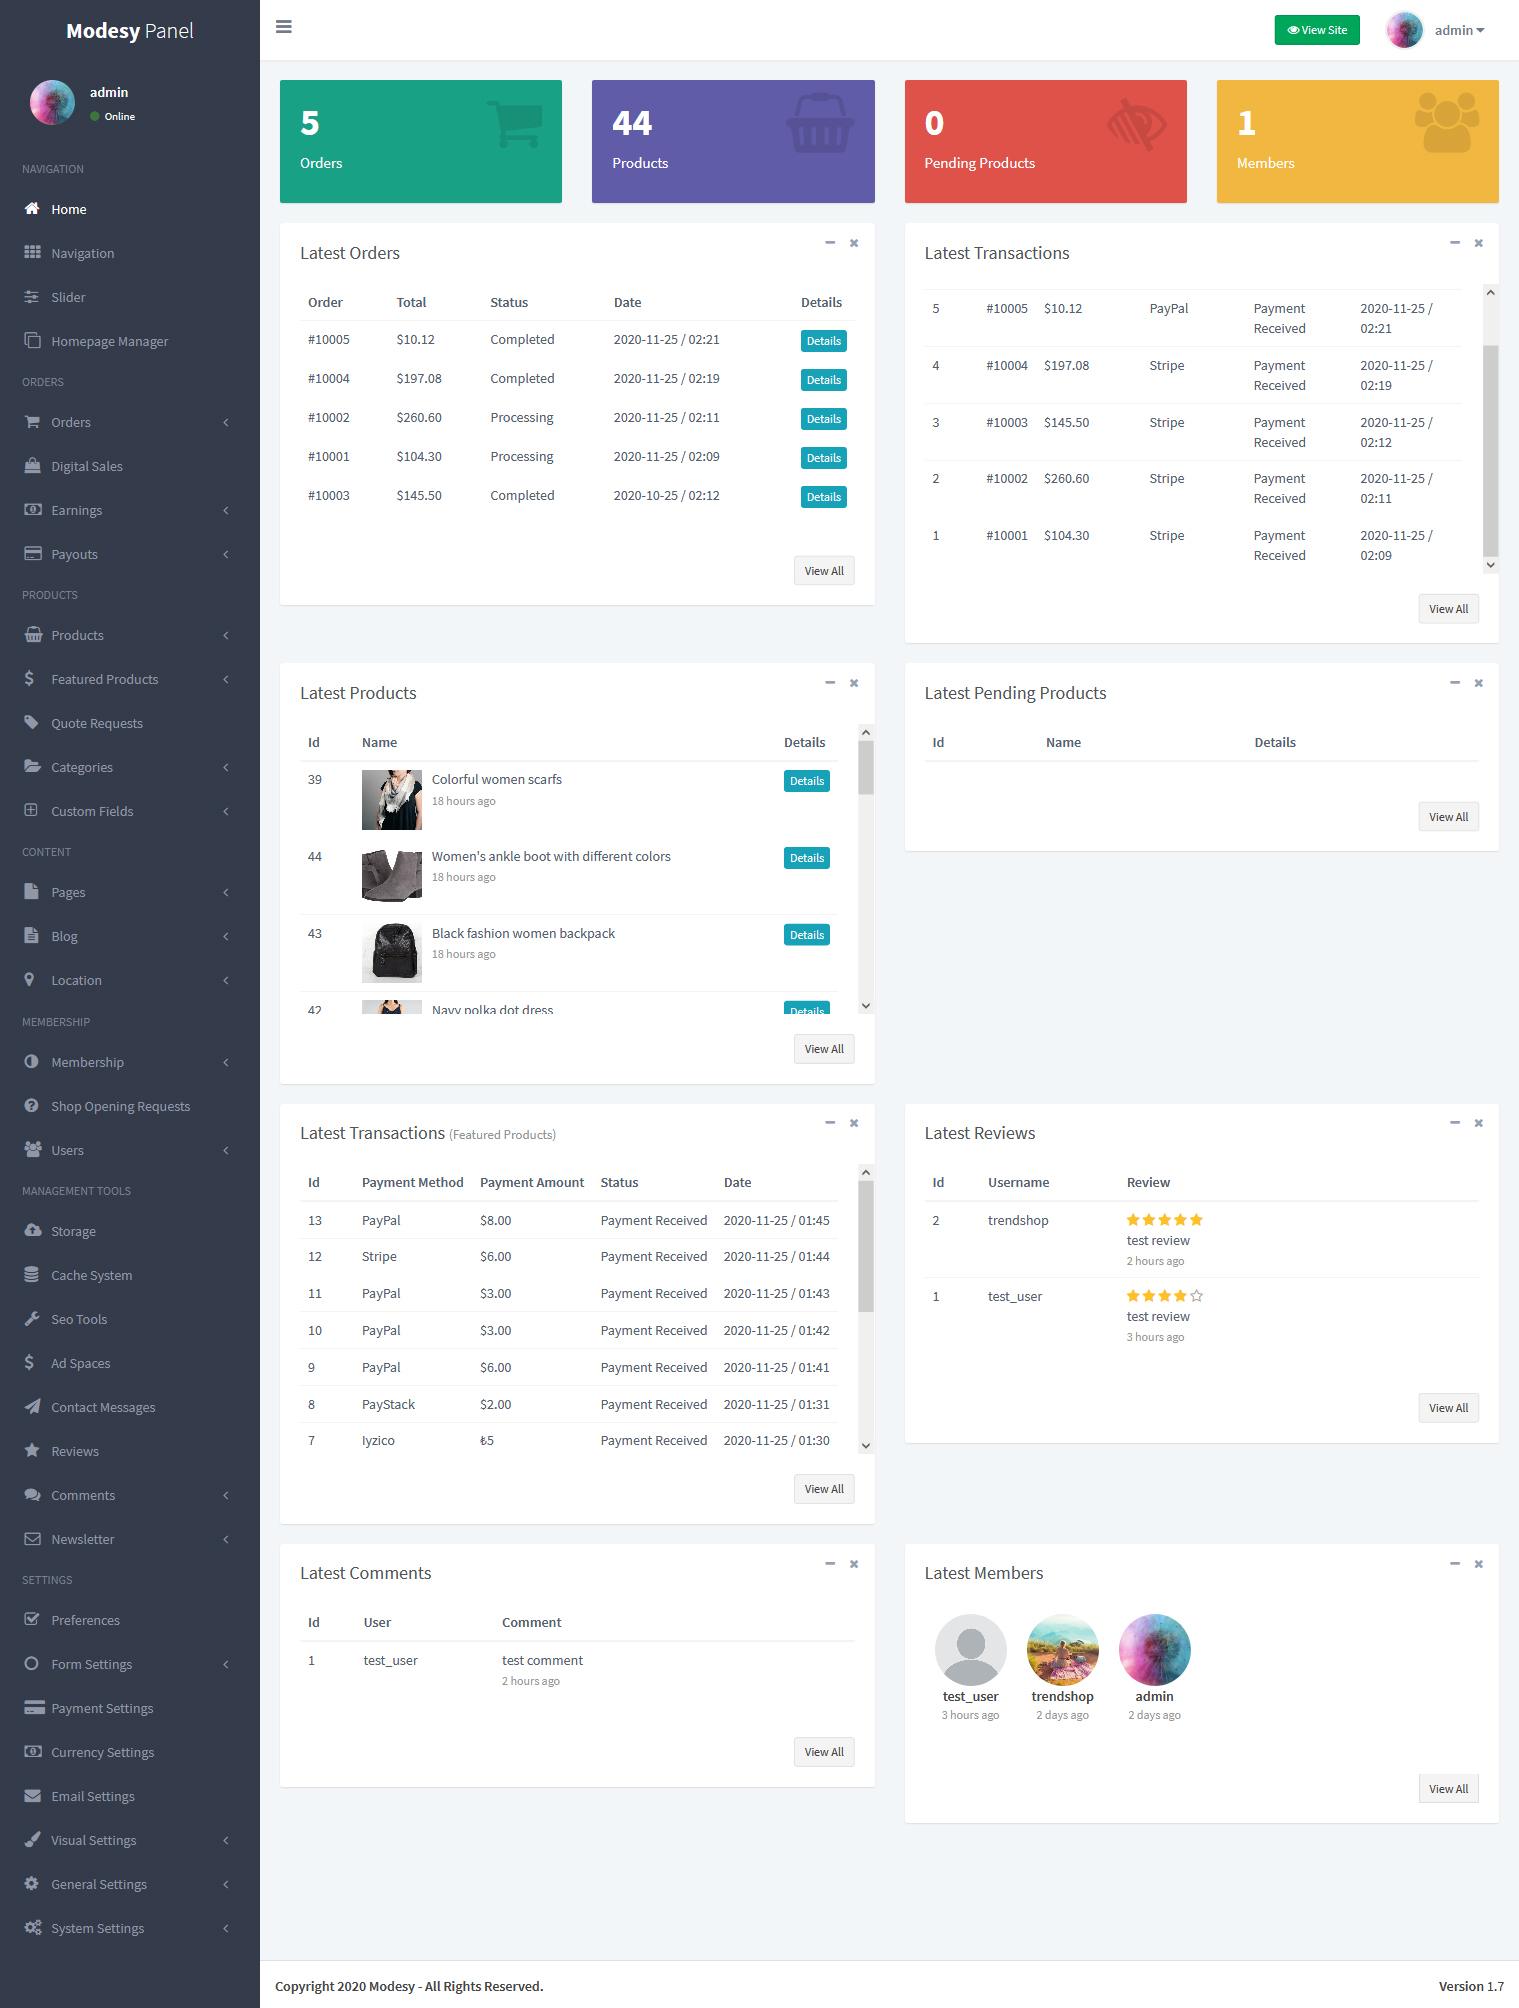 Modesy Panel
View Site
admin
admin
Online
NAVIGATION
Home
Navigation
Slider
Homepage Manager
ORDERS
Orders
Digital Sales
Earnings
Payouts
PRODUCTS
Products
Featured Products
Quote Requests
Categories
Custom Fields
CONTENT
Pages
Blog
Location
MEMBERSHIP
Membership
Shop Opening Requests
Users
MANAGEMENT TOOLS
Storage
Cache System
Seo Tools
Ad Spaces
Contact Messages
Reviews
Comments
Newsletter
SETTINGS
Preferences
Form Settings
Payment Settings
Currency Settings
Email Settings
Visual Settings
General Settings
System Settings
5
Orders
44
Products
0
Pending Products
1
Members
Latest Orders
Order Total Status Date Details
#10005 $10.12 Completed 2020-11-25 / 02:21 Details
#10004 $197.08 Completed 2020-11-25 / 02:19 Details
#10002 $260.60 Processing 2020-11-25 / 02:11 Details
#10001 $104.30 Processing 2020-11-25 / 02:09 Details
#10003 $145.50 Completed 2020-10-25 / 02:12 Details
View All
Latest Transactions
5 #10005 $10.12 PayPal Payment 2020-11-25 /
Received 02:21
4 #10004 $197.08 Stripe Payment 2020-11-25 /
Received 02:19
3 #10003 $145.50 Stripe Payment 2020-11-25 /
Received 02:12
2 #10002 $260.60 Stripe Payment 2020-11-25 /
Received 02:11
1 #10001 $104.30 Stripe Payment 2020-11-25 /
Received 02:09
View All
Latest Products
Id Name Details
39 Colorful women scarfs Details
18 hours ago
44 Women's ankle boot with different colors Details
18 hours ago
43 Black fashion women backpack Details
18 hours ago
42 Navy polka dot dress Details
View All
Latest Pending Products
Id Name Details
View All
Latest Transactions (Featured Products)
Id Payment Method Payment Amount Status Date
13 PayPal $8.00 Payment Received 2020-11-25 / 01:45
12 Stripe $6.00 Payment Received 2020-11-25 / 01:44
11 PayPal $3.00 Payment Received 2020-11-25 / 01:43
10 PayPal $3.00 Payment Received 2020-11-25 / 01:42
9 PayPal $6.00 Payment Received 2020-11-25 / 01:41
8 PayStack $2.00 Payment Received 2020-11-25 / 01:31
7 Iyzico ₺5 Payment Received 2020-11-25 / 01:30
View All
Latest Reviews
Id Username Review
2 trendshop
test review
2 hours ago
1 test_user
test review
3 hours ago
View All
Latest Comments
Id User Comment
1 test_user test comment
2 hours ago
View All
Latest Members
test_user trendshop admin
3 hours ago 2 days ago 2 days ago
View All
Copyright 2020 Modesy - All Rights Reserved.
Version 1.7